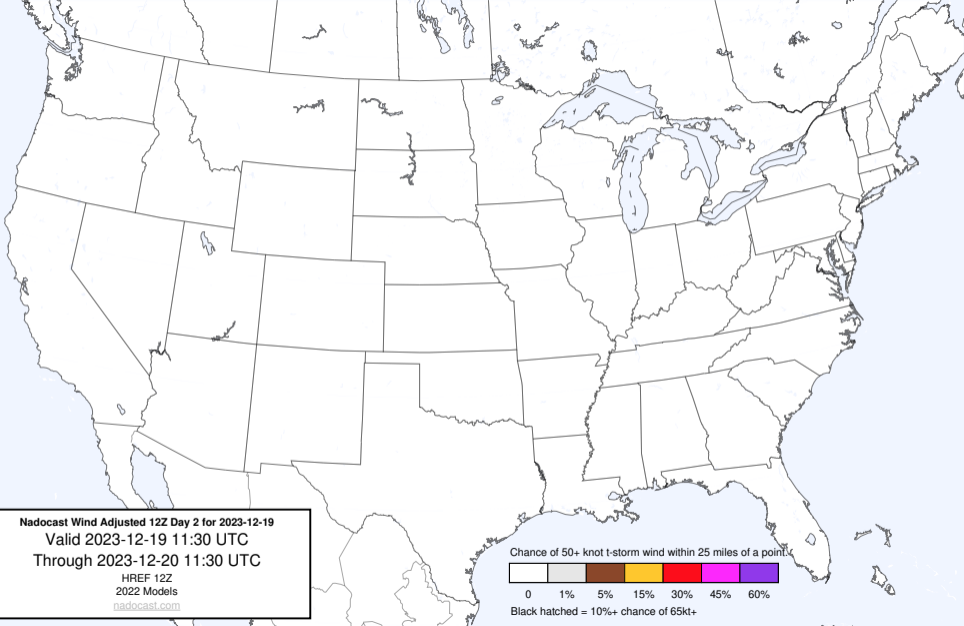 Nadocast Wind Adjusted 12Z Day 2 for 2023-12-19
Valid 2023-12-19 11:30 UTC
Through 2023-12-20 11:30 UTC
HREF 12Z
2022 Models
nadocast.com
Chance of 50+ knot t-storm wind within 25 miles of a point.
0 1% 5% 15% 30% 45% 60%
Black hatched = 10%+ chance of 65kt+